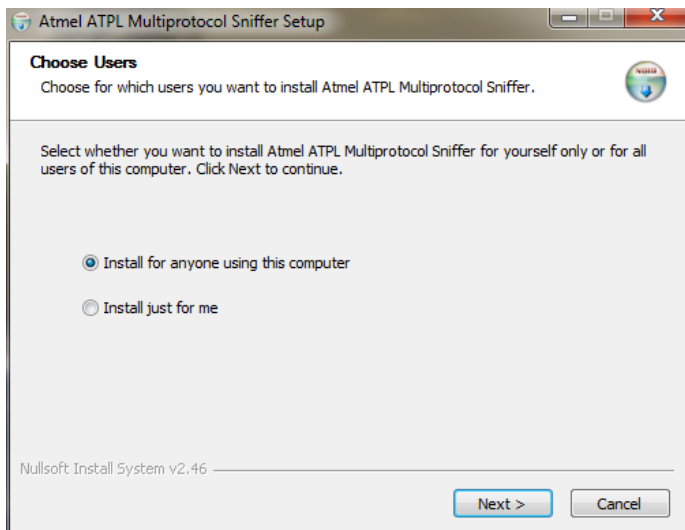 Atmel ATPL Multiprotocol Sniffer Setup
Choose Users
Choose for which users you want to install Atmel ATPL Multiprotocol Sniffer.
Select whether you want to install Atmel ATPL Multiprotocol Sniffer for yourself only or for all
users of this computer. Click Next to continue.
Install for anyone using this computer
Install just for me
Nullsoft Install System v2.46
Next >
Cancel